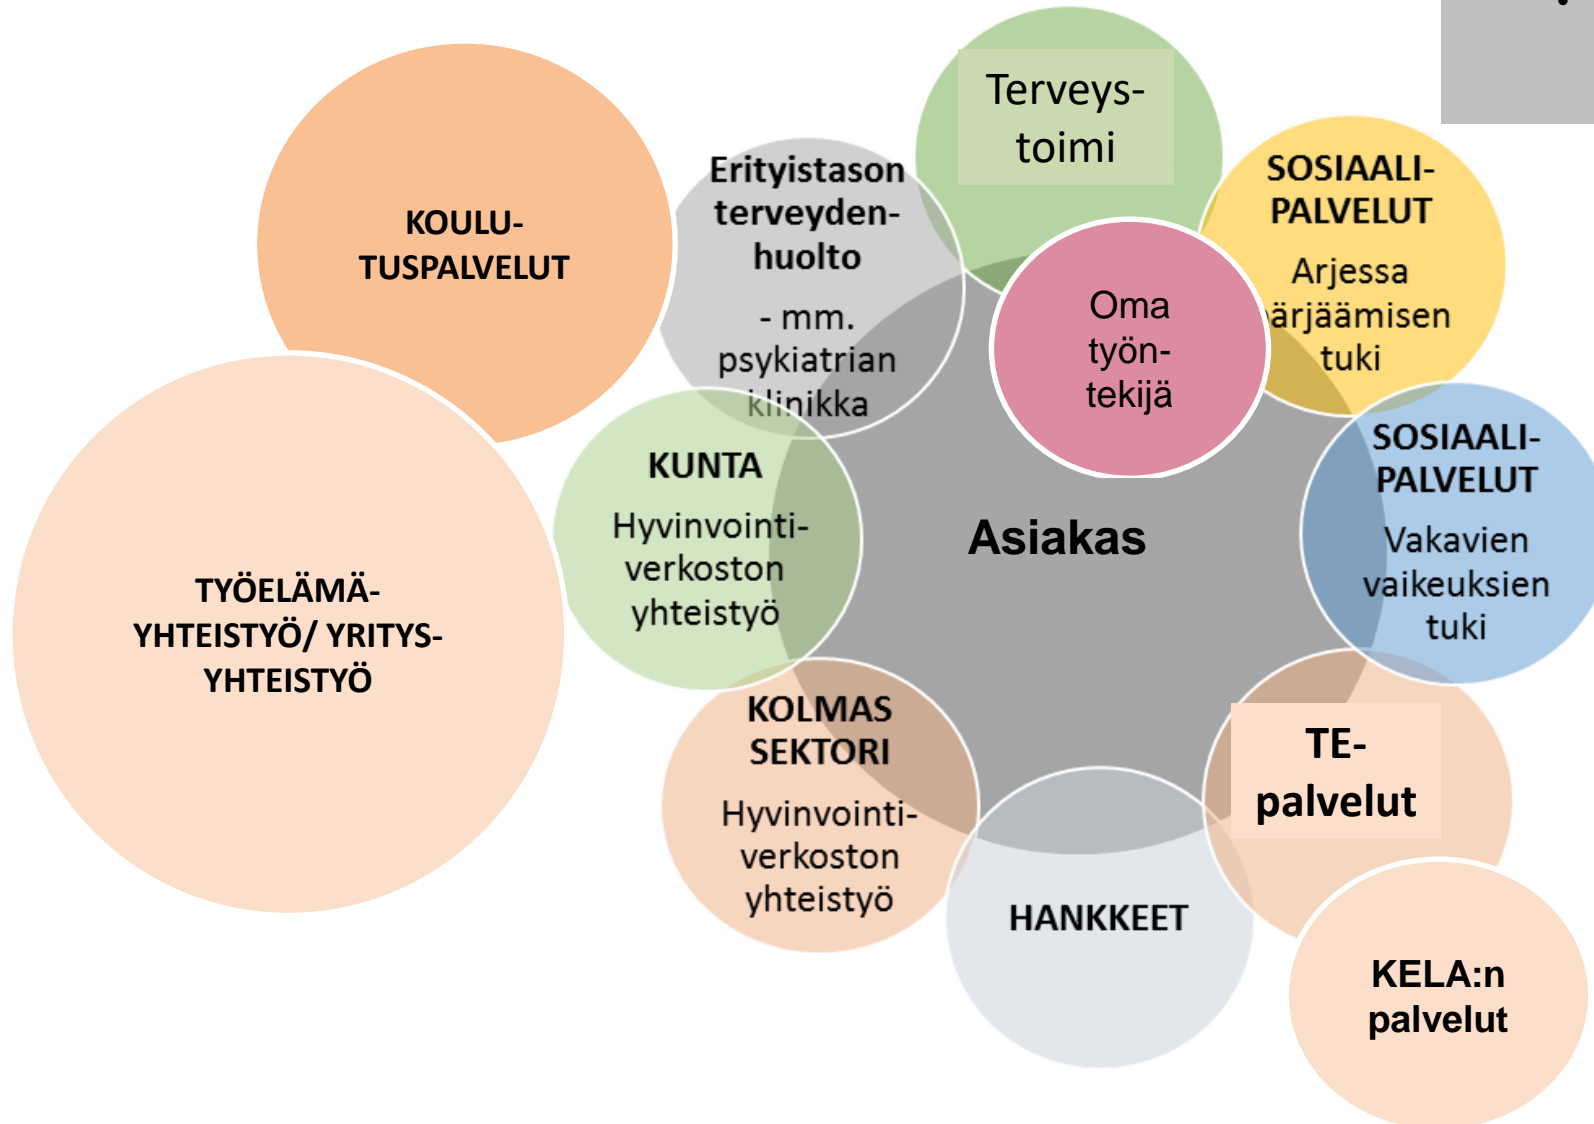 Terveys-
toimi
Erityistason
terveyden-
huolto
- mm.
psykiatrian
klinikka
SOSIAALI-
PALVELUT
Arjessa
pärjäämisen
tuki
KOULU-
TUSPALVELUT
Oma
työn-
tekijä
KUNTA
Hyvinvointi-
verkoston
yhteistyö
Asiakas
SOSIAALI-
PALVELUT
Vakavien
vaikeuksien
tuki
TYÖELÄMÄ-
YHTEISTYÖ/ YRITYS-
YHTEISTYÖ
KOLMAS
SEKTORI
Hyvinvointi-
verkoston
yhteistyö
TE-
palvelut
HANKKEET
KELA:n
palvelut